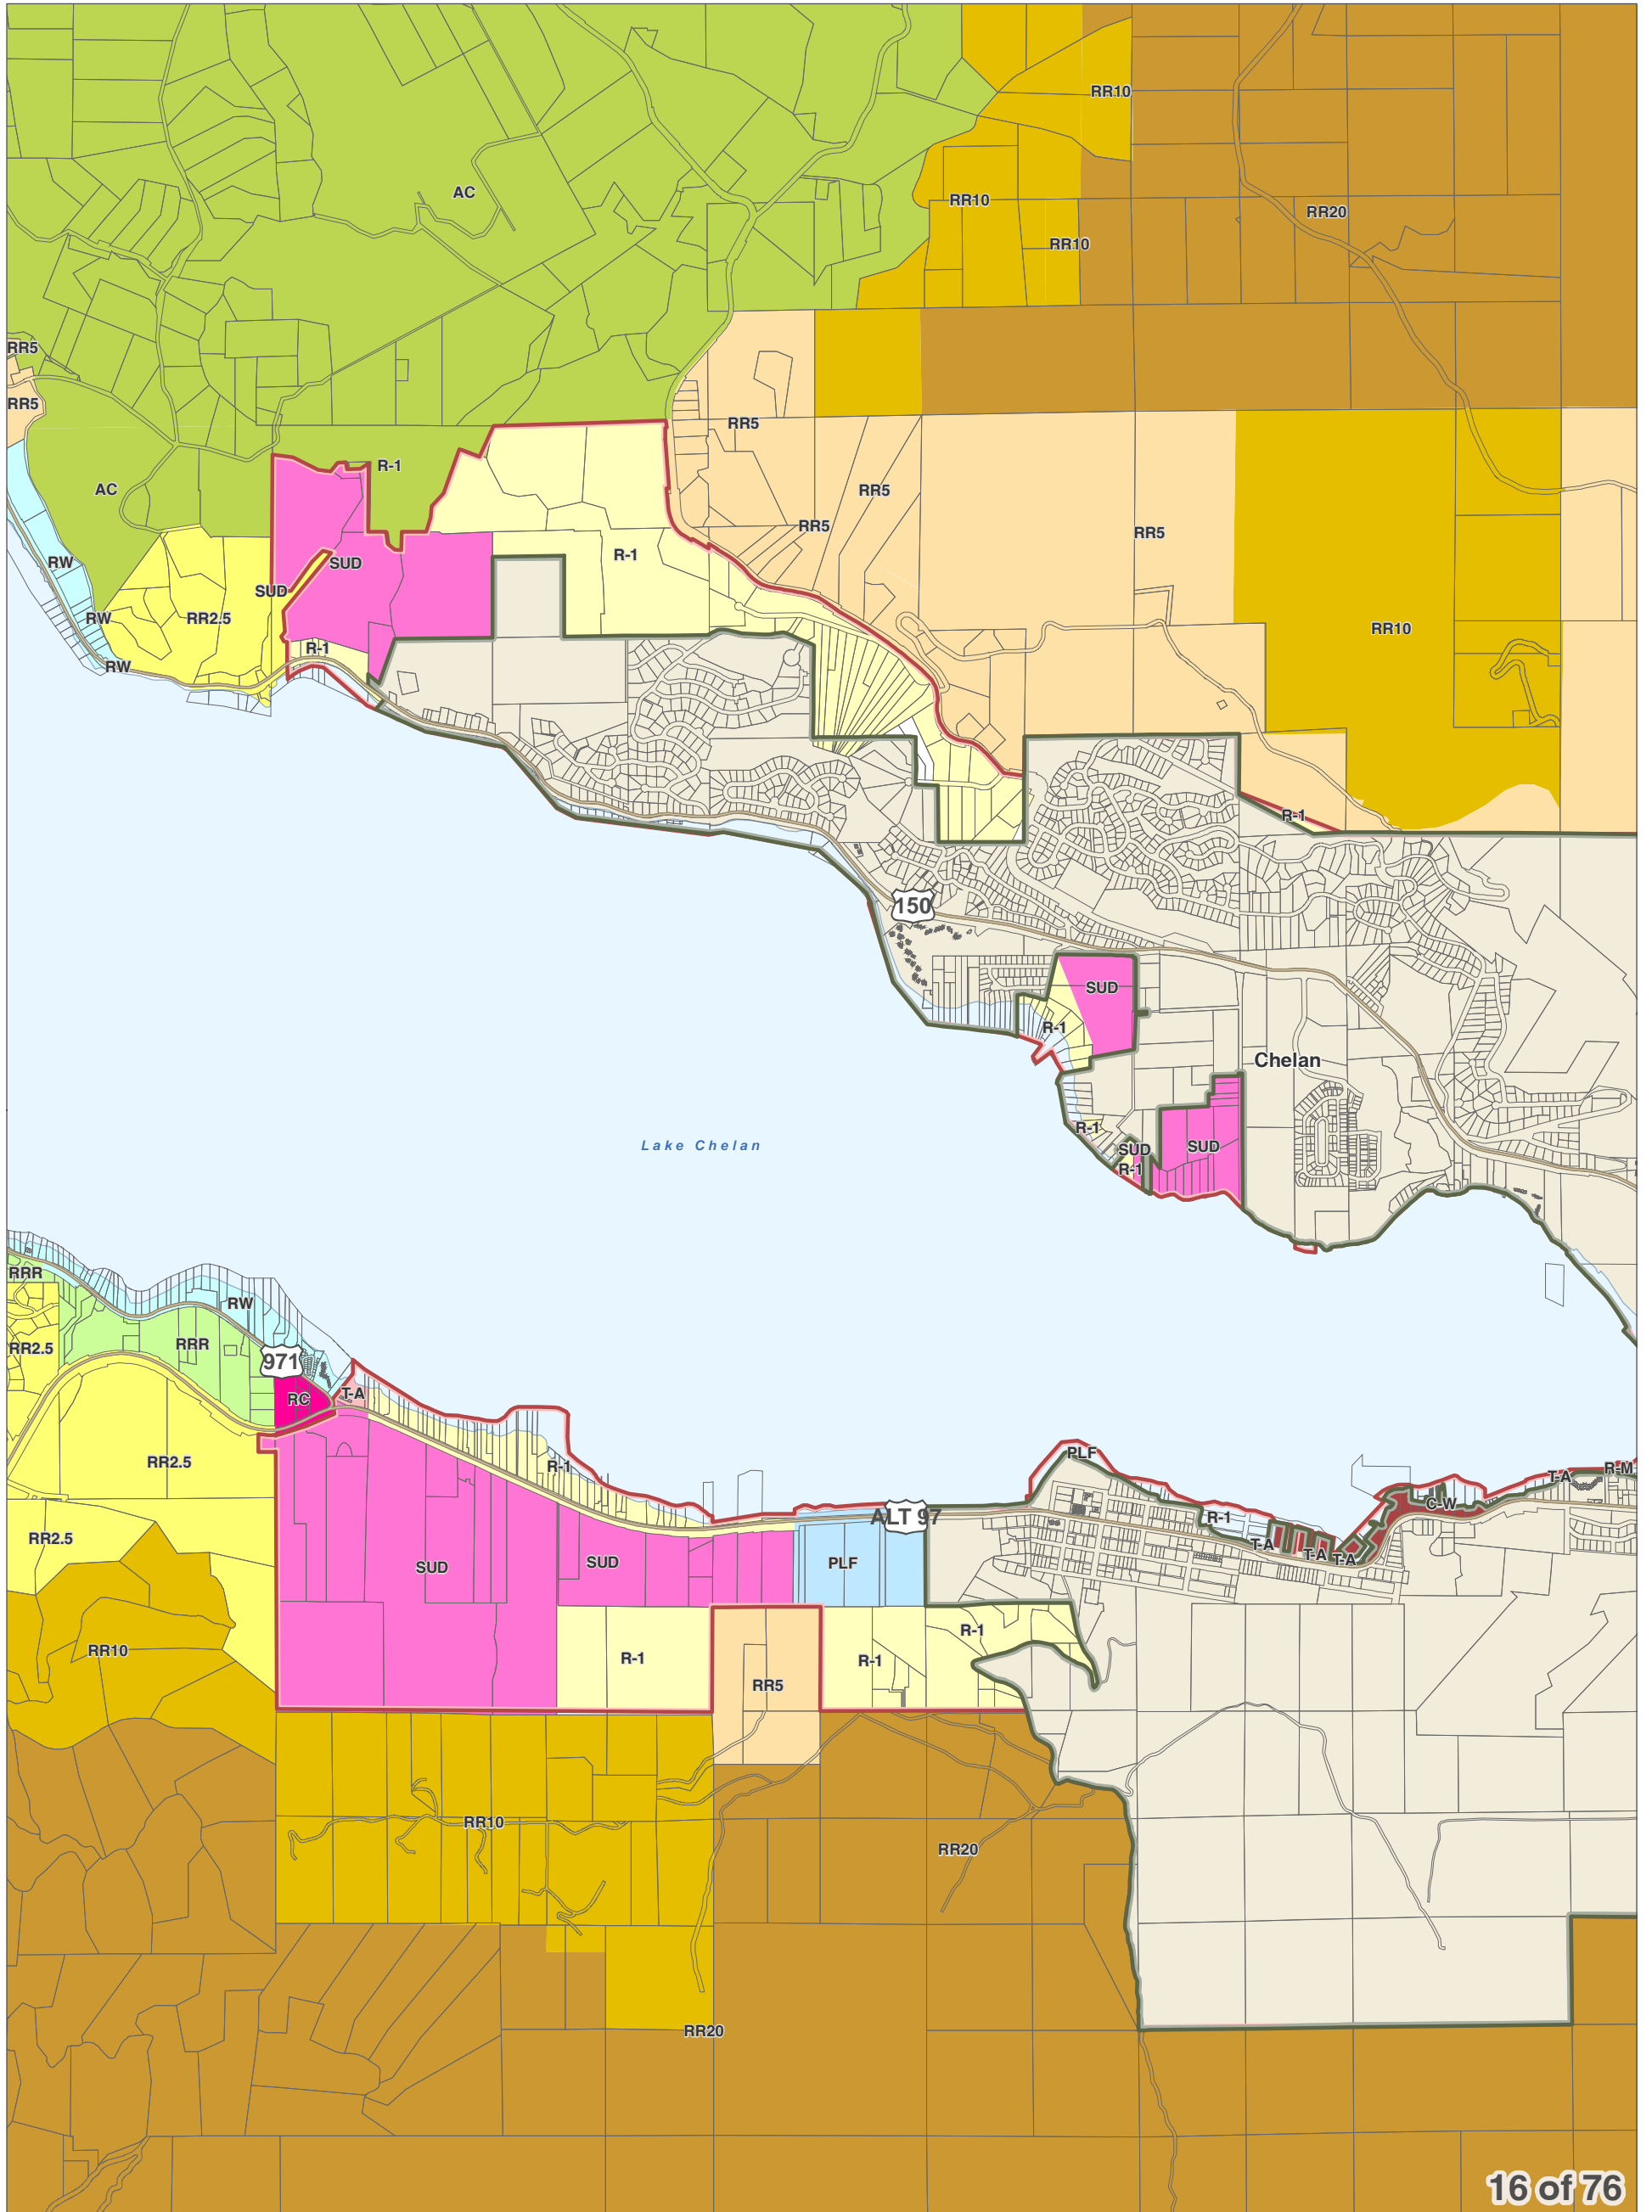 RR10
AC
RR10
RR20
RR10
RR5
RR5
RR5
R-1
AC
RR5
RR5
RR5
R-1
RW
SUD
SUD
RW
RR2.5
RR10
R-1
RW
R-1
150
SUD
R-1
Chelan
R-1
Lake Chelan
SUD
SUD
R-1
RRR
RW
RRR
RR2.5
971
T-A
RC
PLF
RR2.5
R-1
T-A
R-M
C-W
ALT 97
R-1
RR2.5
T-A
T-A
T-A
SUD
SUD
PLF
R-1
RR10
R-1
R-1
RR5
RR10
RR20
RR20
16 of 76